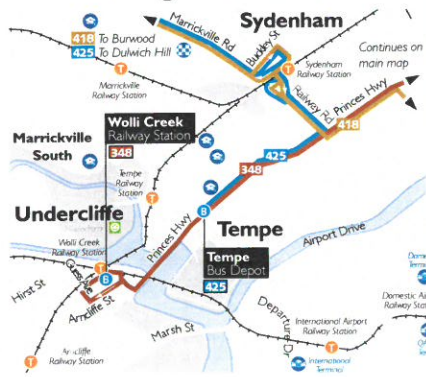 Sydenham
Marrickville Rd
Buckley St
418 To Burwood
425 To Dulwich Hill
Continues on
main map
T
Sydenham
Railway Station
T
Marrickville
Railway Station
Railway Rd
Princes Hwy
418
Wolli Creek
Railway Station
348
Marrickville
South
425
348
T
Tempe
Railway
Station
Undercliffe
B
Tempe
Princes Hwy
Airport Drive
Wolli Creek
Railway Station
T
B
Tempe
Bus Depot
425
Hirst St
Arncliffe St
Marsh St
Departure Dr
International Airport
Railway Station
T
Domestic Air
Station
T
Arncliffe
Railway Station
T
International
Terminal